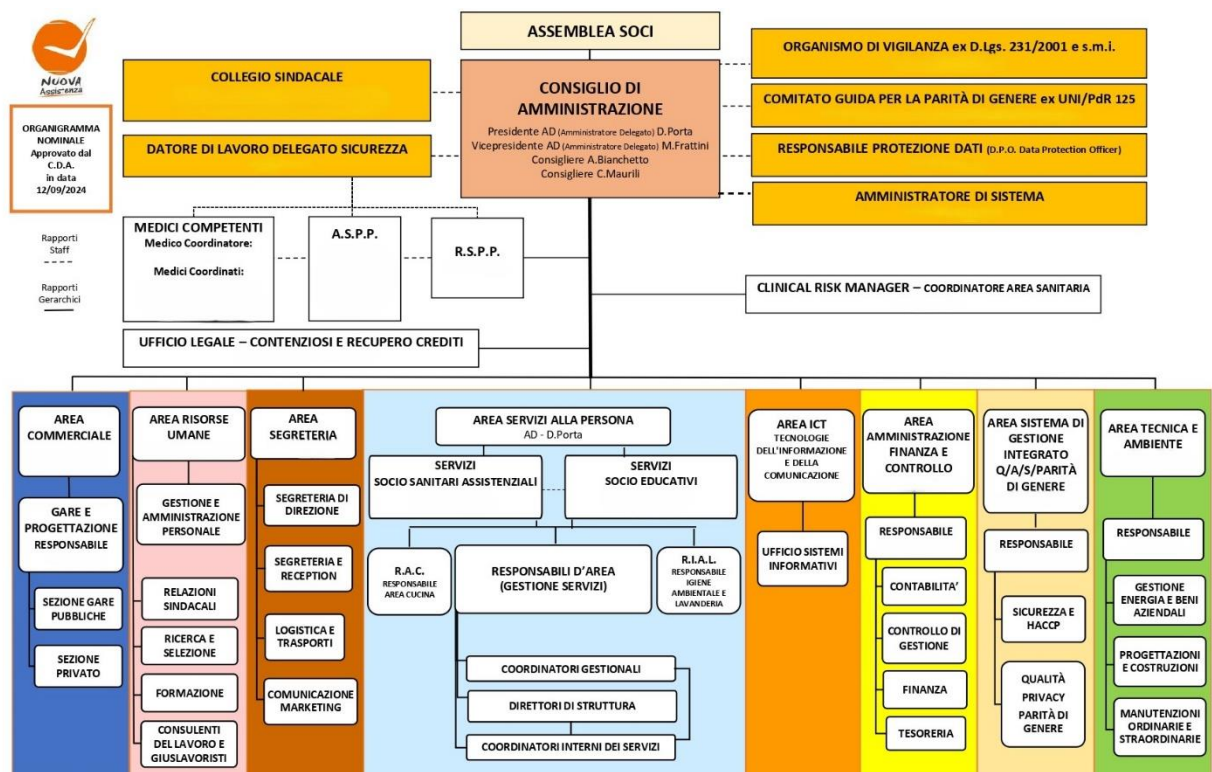 NUOVA
Assistenza
ORGANIGRAMMA
NOMINALE
Approvato dal
C.D.A.
in data
12/09/2024
Rapporti
Staff
Rapporti
Gerarchici
ASSEMBLEA SOCI
COLLEGIO SINDACALE
DATORE DI LAVORO DELEGATO SICUREZZA
CONSIGLIO DI
AMMINISTRAZIONE
Presidente AD (Amministratore Delegato) D.Porta
Vicepresidente AD (Amministratore Delegato) M.Frattini
Consigliere A.Bianchetto
Consigliere C.Maurili
ORGANISMO DI VIGILANZA ex D.Lgs. 231/2001 e s.m.i.
COMITATO GUIDA PER LA PARITÀ DI GENERE ex UNI/PdR 125
RESPONSABILE PROTEZIONE DATI (D.P.O. Data Protection Officer)
AMMINISTRATORE DI SISTEMA
MEDICI COMPETENTI
Medico Coordinatore:
Medici Coordinati:
A.S.P.P.
R.S.P.P.
CLINICAL RISK MANAGER – COORDINATORE AREA SANITARIA
UFFICIO LEGALE – CONTENZIOSI E RECUPERO CREDITI
AREA
COMMERCIALE
GARE E
PROGETTAZIONE
RESPONSABILE
SEZIONE GARE
PUBBLICHE
SEZIONE
PRIVATO
AREA RISORSE
UMANE
GESTIONE E
AMMINISTRAZIONE
PERSONALE
RELAZIONI
SINDACALI
RICERCA E
SELEZIONE
FORMAZIONE
CONSULENTI
DEL LAVORO E
GIUSLAVORISTI
AREA
SEGRETERIA
SEGRETERIA DI
DIREZIONE
SEGRETERIA E
RECEPTION
LOGISTICA E
TRASPORTI
COMUNICAZIONE
MARKETING
AREA SERVIZI ALLA PERSONA
AD - D.Porta
SERVIZI
SOCIO SANITARI ASSISTENZIALI
SERVIZI
SOCIO EDUCATIVI
R.A.C.
RESPONSABILE
AREA CUCINA
RESPONSABILI D'AREA
(GESTIONE SERVIZI)
R.I.A.L.
RESPONSABILE
IGIENE
AMBIENTALE E
LAVANDERIA
COORDINATORI GESTIONALI
DIRETTORI DI STRUTTURA
COORDINATORI INTERNI DEI SERVIZI
AREA ICT
TECNOLOGIE
DELL'INFORMAZIONE
E DELLA
COMUNICAZIONE
UFFICIO SISTEMI
INFORMATIVI
AREA
AMMINISTRAZIONE
FINANZA E
CONTROLLO
RESPONSABILE
CONTABILITA'
CONTROLLO DI
GESTIONE
FINANZA
TESORERIA
AREA SISTEMA DI
GESTIONE
INTEGRATO
Q/A/S/PARITÀ
DI GENERE
RESPONSABILE
SICUREZZA E
HACCP
QUALITÀ
PRIVACY
PARITÀ DI
GENERE
AREA TECNICA E
AMBIENTE
RESPONSABILE
GESTIONE
ENERGIA E BENI
AZIENDALI
PROGETTAZIONI
E COSTRUZIONI
MANUTENZIONI
ORDINARIE E
STRAORDINARIE